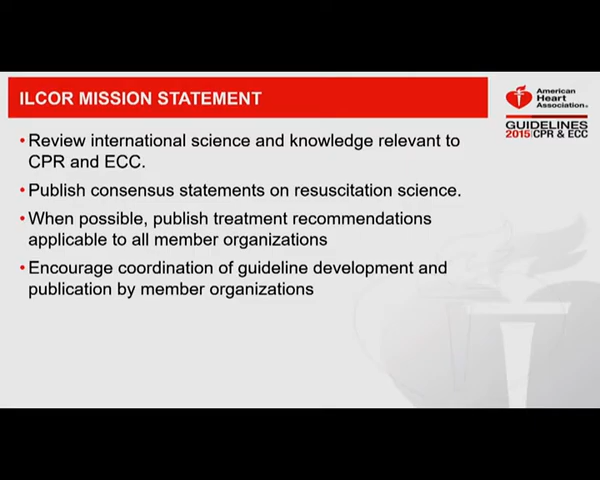 ILCOR MISSION STATEMENT
American
Heart
Association®
GUIDELINES
2015 | CPR & ECC
• Review international science and knowledge relevant to
CPR and ECC.
• Publish consensus statements on resuscitation science.
• When possible, publish treatment recommendations
applicable to all member organizations
• Encourage coordination of guideline development and
publication by member organizations